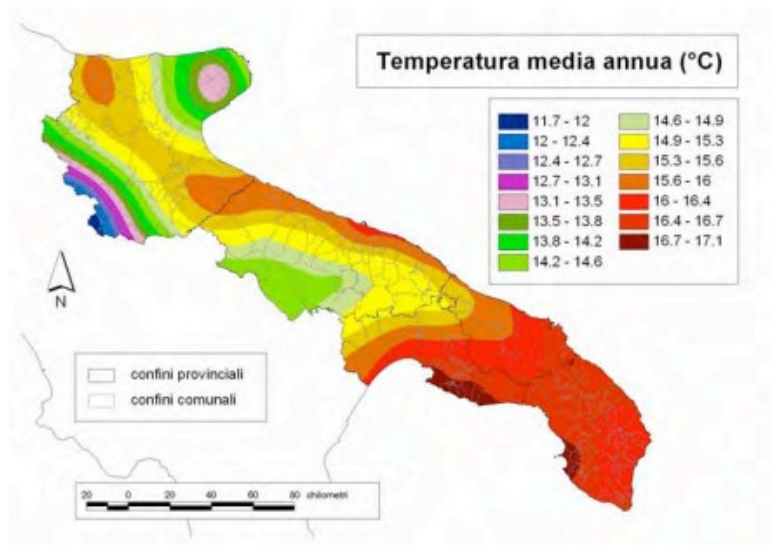 Temperatura media annua (°C)
11.7 - 12
12 - 12.4
12.4 - 12.7
12.7 - 13.1
13.1 - 13.5
13.5 - 13.8
13.8 - 14.2
14.2 - 14.6
14.6 - 14.9
14.9 - 15.3
15.3 - 15.6
15.6 - 16
16 - 16.4
16.4 - 16.7
16.7 - 17.1
N
confini provinciali
confini comunali
20 0 20 40 60 80 chilometri